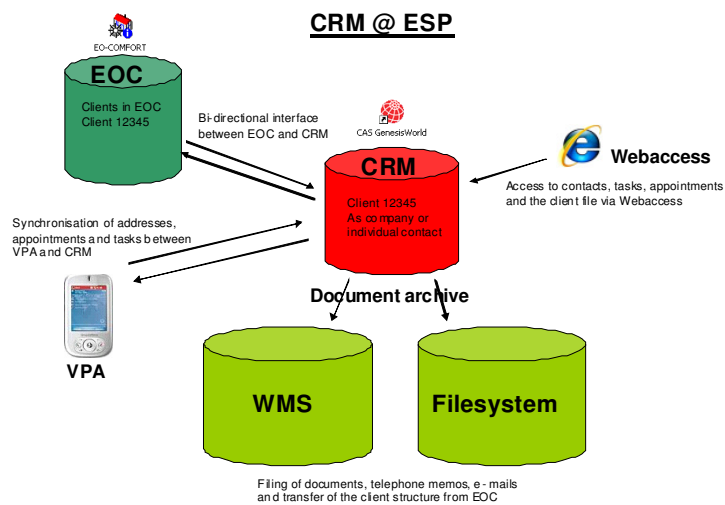 CRM @ ESP
EO-COMFORT
EOC
Clients in EOC
Client 12345
Bi-directional interface
between EOC and CRM
CAS GenesisWorld
CRM
Client 12345
As company or
individual contact
Webaccess
Access to contacts, tasks, appointments
and the client file via Webaccess
Synchronisation of addresses,
appointments and tasks between
VPA and CRM
VPA
Document archive
WMS
Filesystem
Filing of documents, telephone memos, e - mails
and transfer of the client structure from EOC